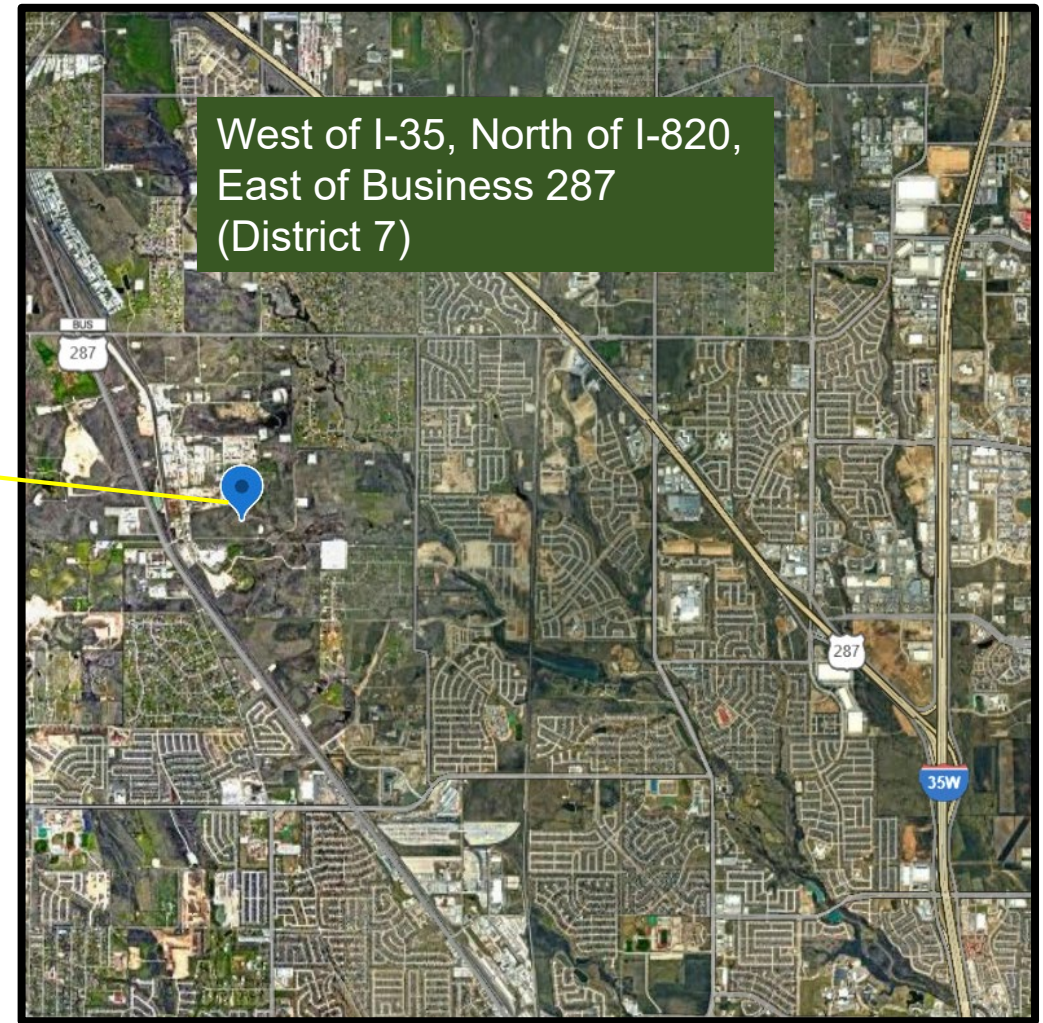 West of I-35, North of I-820,
East of Business 287
(District 7)
BUS
287
287
35W